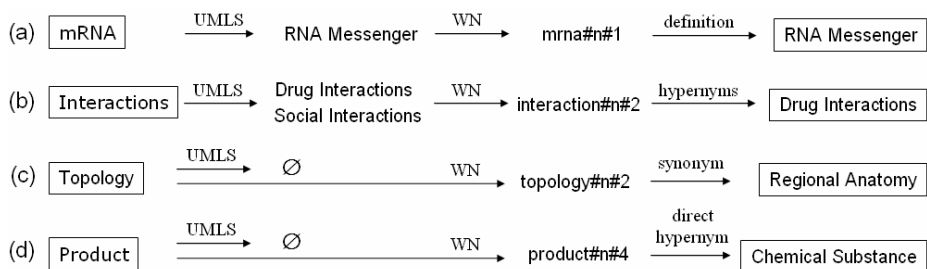 (a) mRNA UMLS RNA Messenger WN mrna#n#1 definition RNA Messenger
(b) Interactions UMLS Drug Interactions WN interaction#n#2 hypernyms Drug Interactions
Social Interactions
(c) Topology UMLS ∅ WN topology#n#2 synonym Regional Anatomy
(d) Product UMLS ∅ WN product#n#4 direct hypernym Chemical Substance